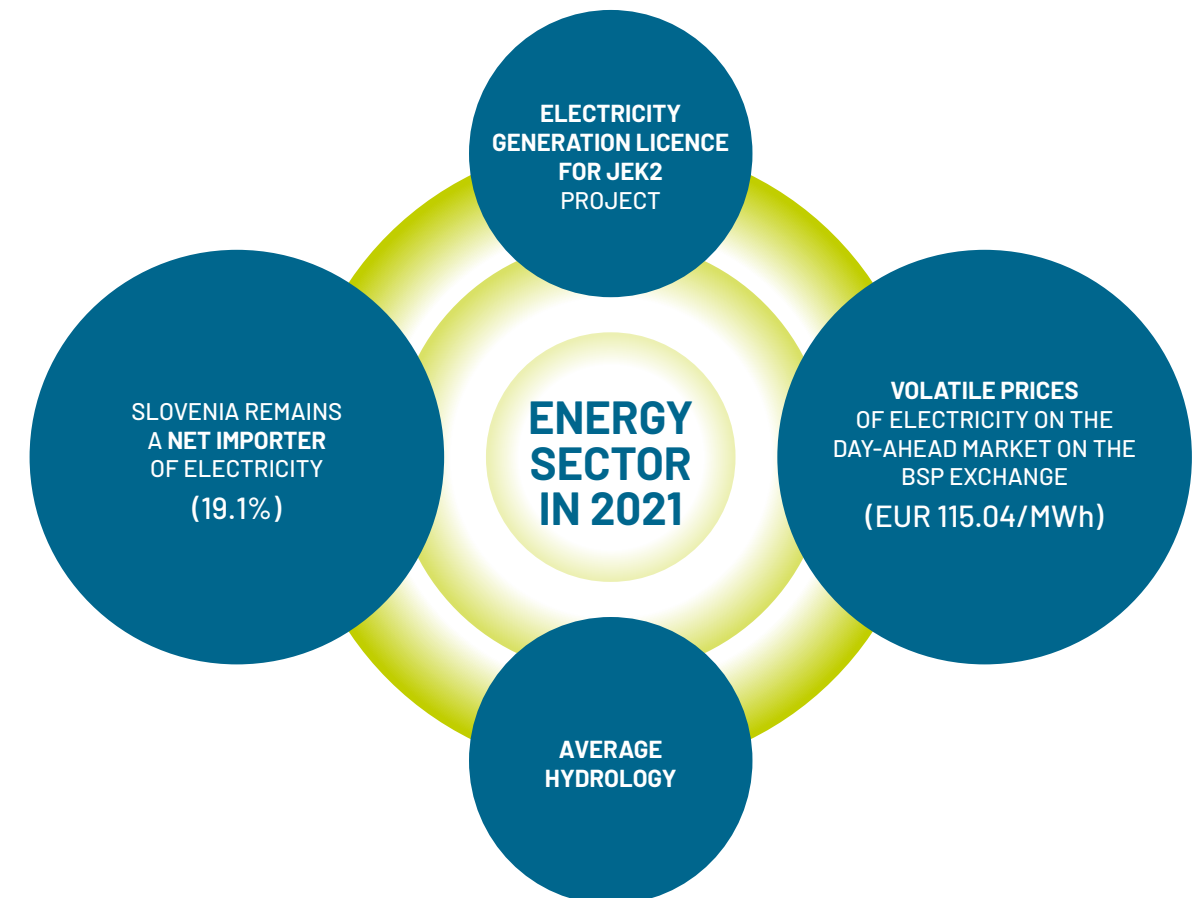 ELECTRICITY
GENERATION LICENCE
FOR JEK2
PROJECT
SLOVENIA REMAINS
A NET IMPORTER
OF ELECTRICITY
(19.1%)
ENERGY
SECTOR
IN 2021
VOLATILE PRICES
OF ELECTRICITY ON THE
DAY-AHEAD MARKET ON THE
BSP EXCHANGE
(EUR 115.04/MWh)
AVERAGE
HYDROLOGY